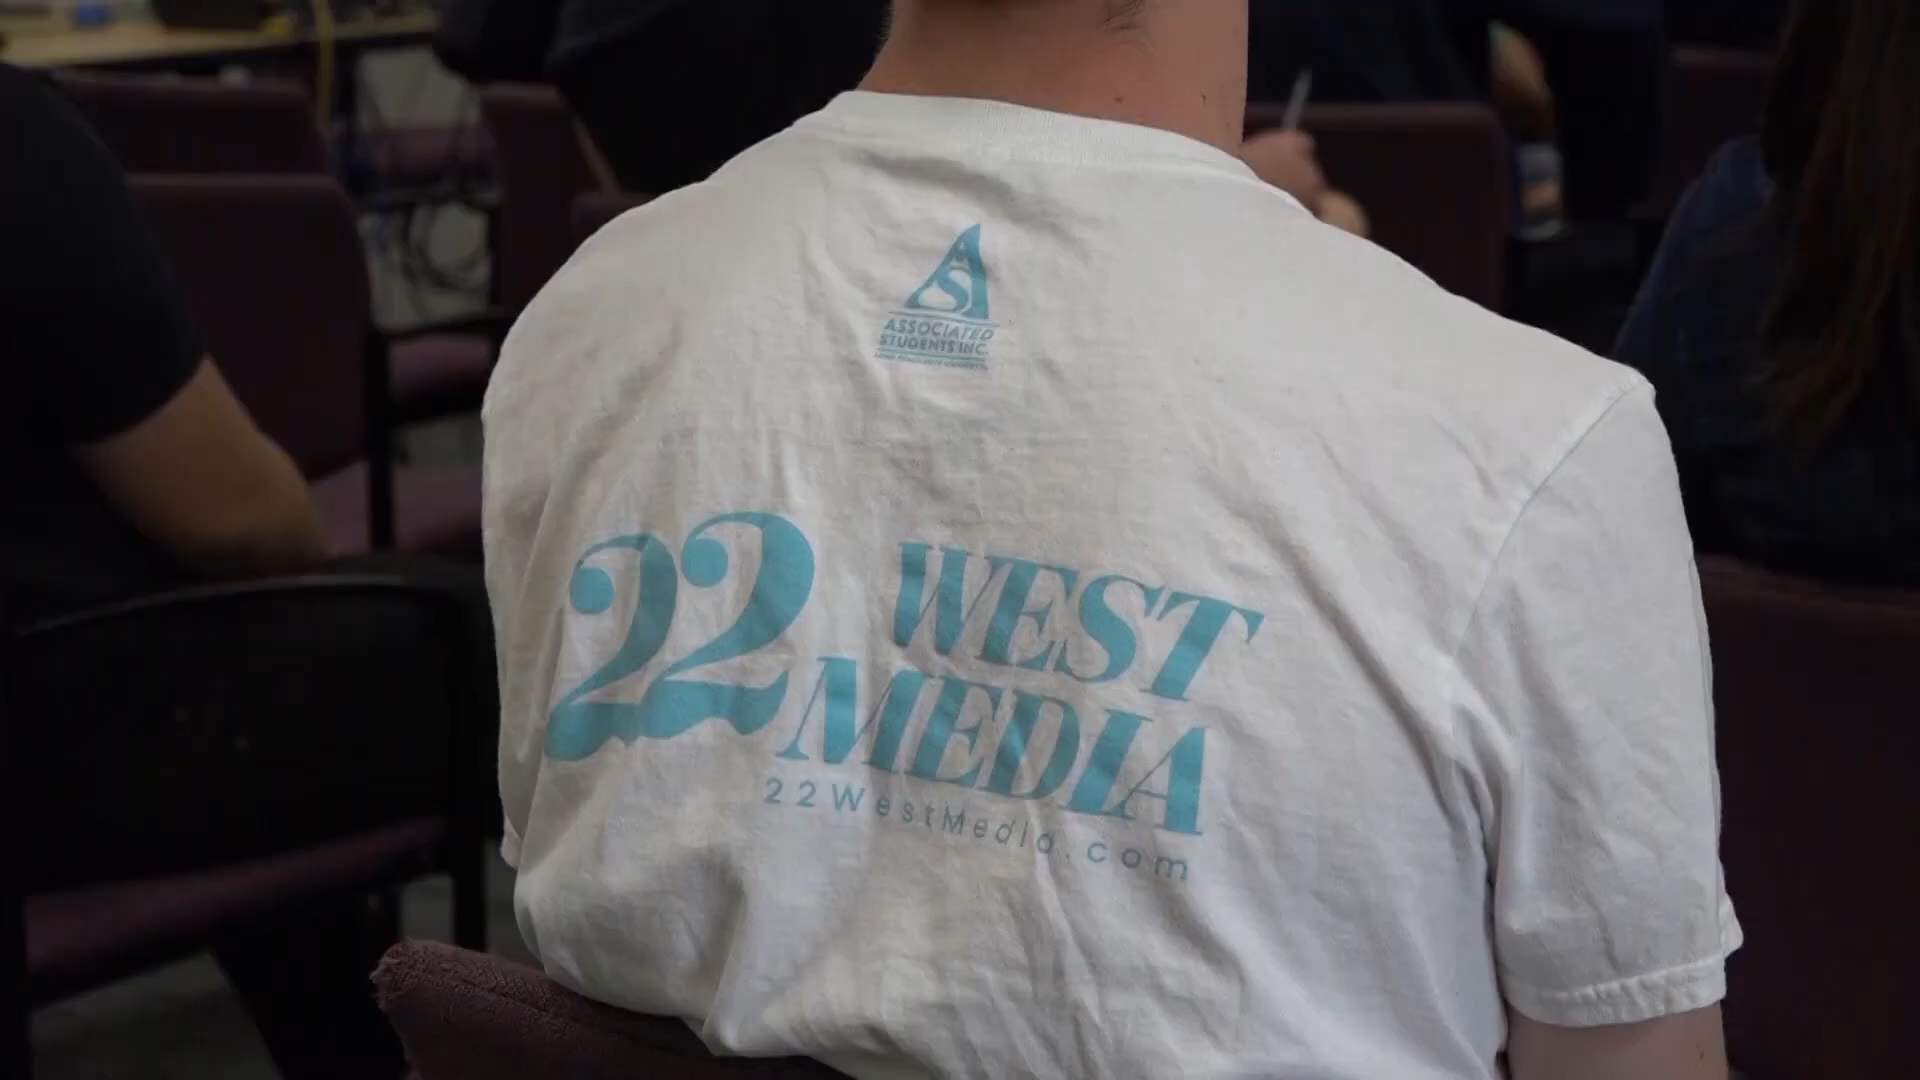 AS
ASSOCIATED
STUDENTS INC.
22 WEST
MEDIA
22WestMedia.com